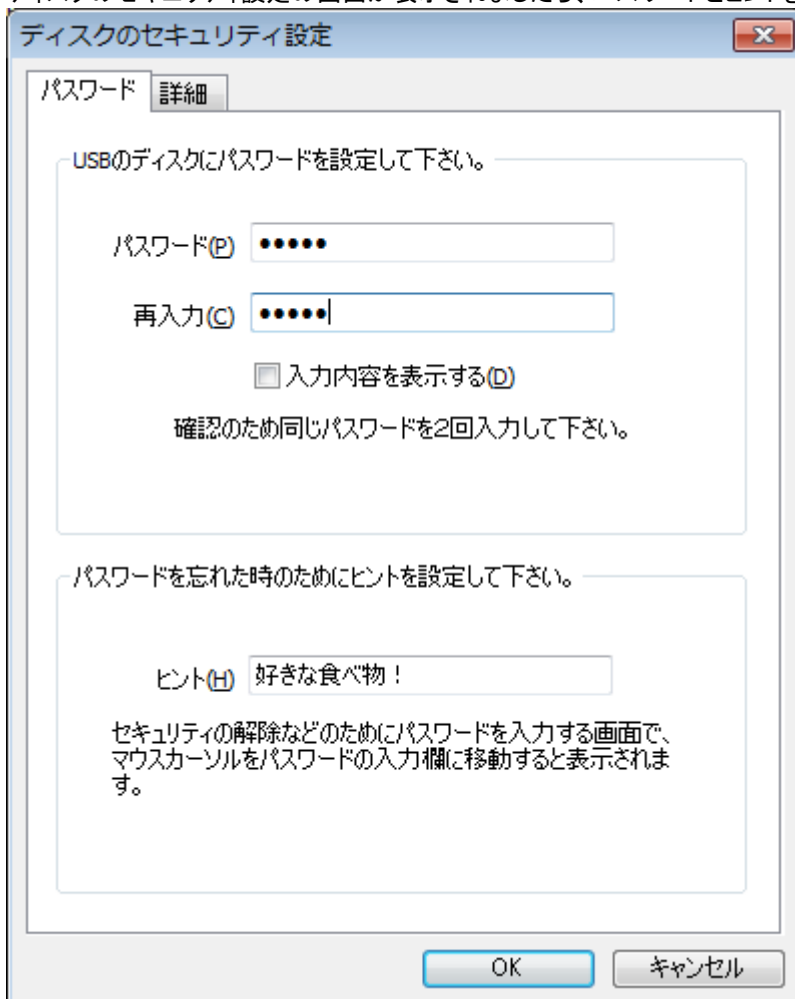 ディスクのセキュリティ設定
パスワード 詳細
USBのディスクにパスワードを設定して下さい。
パスワード(P) ●●●●●
再入力(C) ●●●●●
入力内容を表示する(D)
確認のため同じパスワードを2回入力して下さい。
パスワードを忘れた時のためにヒントを設定して下さい。
ヒント(H) 好きな食べ物!
セキュリティの解除などのためにパスワードを入力する画面で、
マウスカーソルをパスワードの入力欄に移動すると表示されま
す。
OK キャンセル